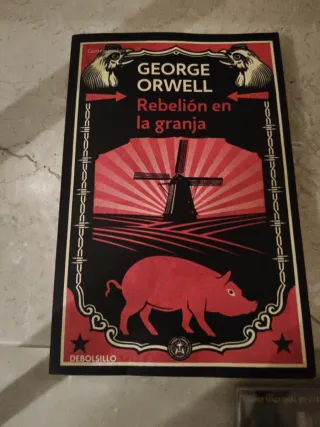 GEORGE
ORWELL
Rebelión en
la granja
DEBOLSILLO